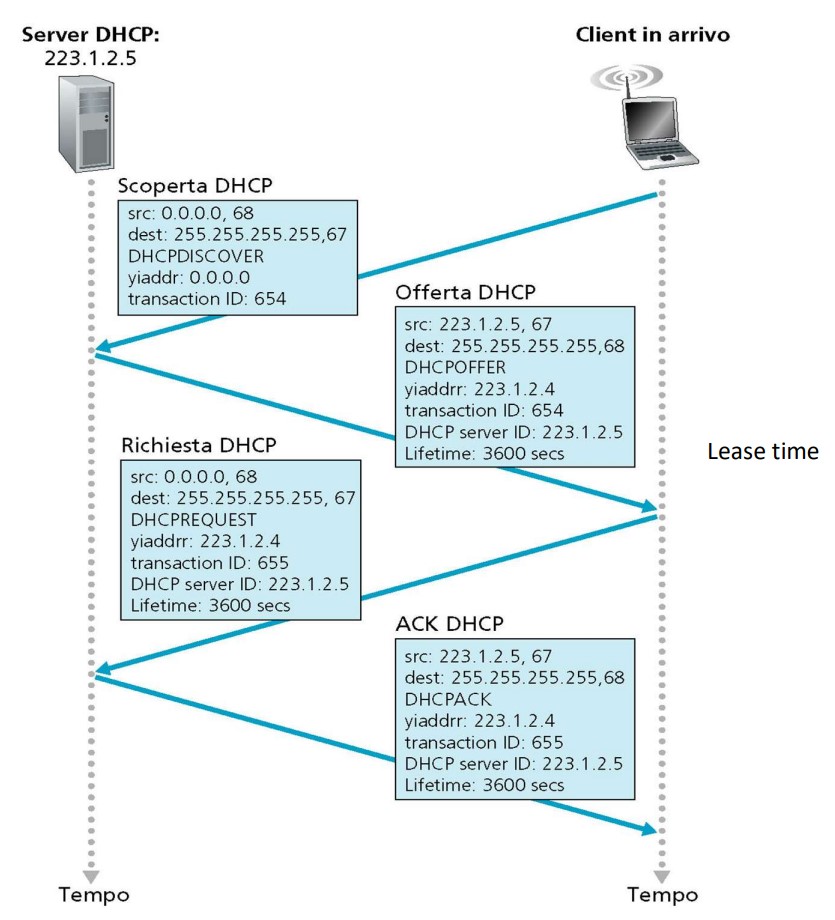 Server DHCP:
223.1.2.5
Client in arrivo
Scoperta DHCP
src: 0.0.0.0, 68
dest: 255.255.255.255,67
DHCPDISCOVER
yiaddr: 0.0.0.0
transaction ID: 654
Offerta DHCP
src: 223.1.2.5, 67
dest: 255.255.255.255,68
DHCPOFFER
yiaddrr: 223.1.2.4
transaction ID: 654
DHCP server ID: 223.1.2.5
Lifetime: 3600 secs
Lease time
Richiesta DHCP
src: 0.0.0.0, 68
dest: 255.255.255.255, 67
DHCPREQUEST
yiaddrr: 223.1.2.4
transaction ID: 655
DHCP server ID: 223.1.2.5
Lifetime: 3600 secs
ACK DHCP
src: 223.1.2.5, 67
dest: 255.255.255.255,68
DHCPACK
yiaddrr: 223.1.2.4
transaction ID: 655
DHCP server ID: 223.1.2.5
Lifetime: 3600 secs
Tempo
Tempo